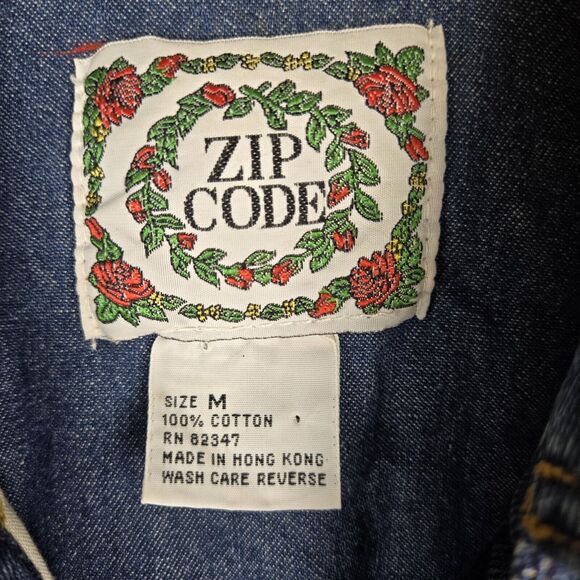 ZIP
CODE
SIZE M
100% COTTON
RN 82347
MADE IN HONG KONG
WASH CARE REVERSE